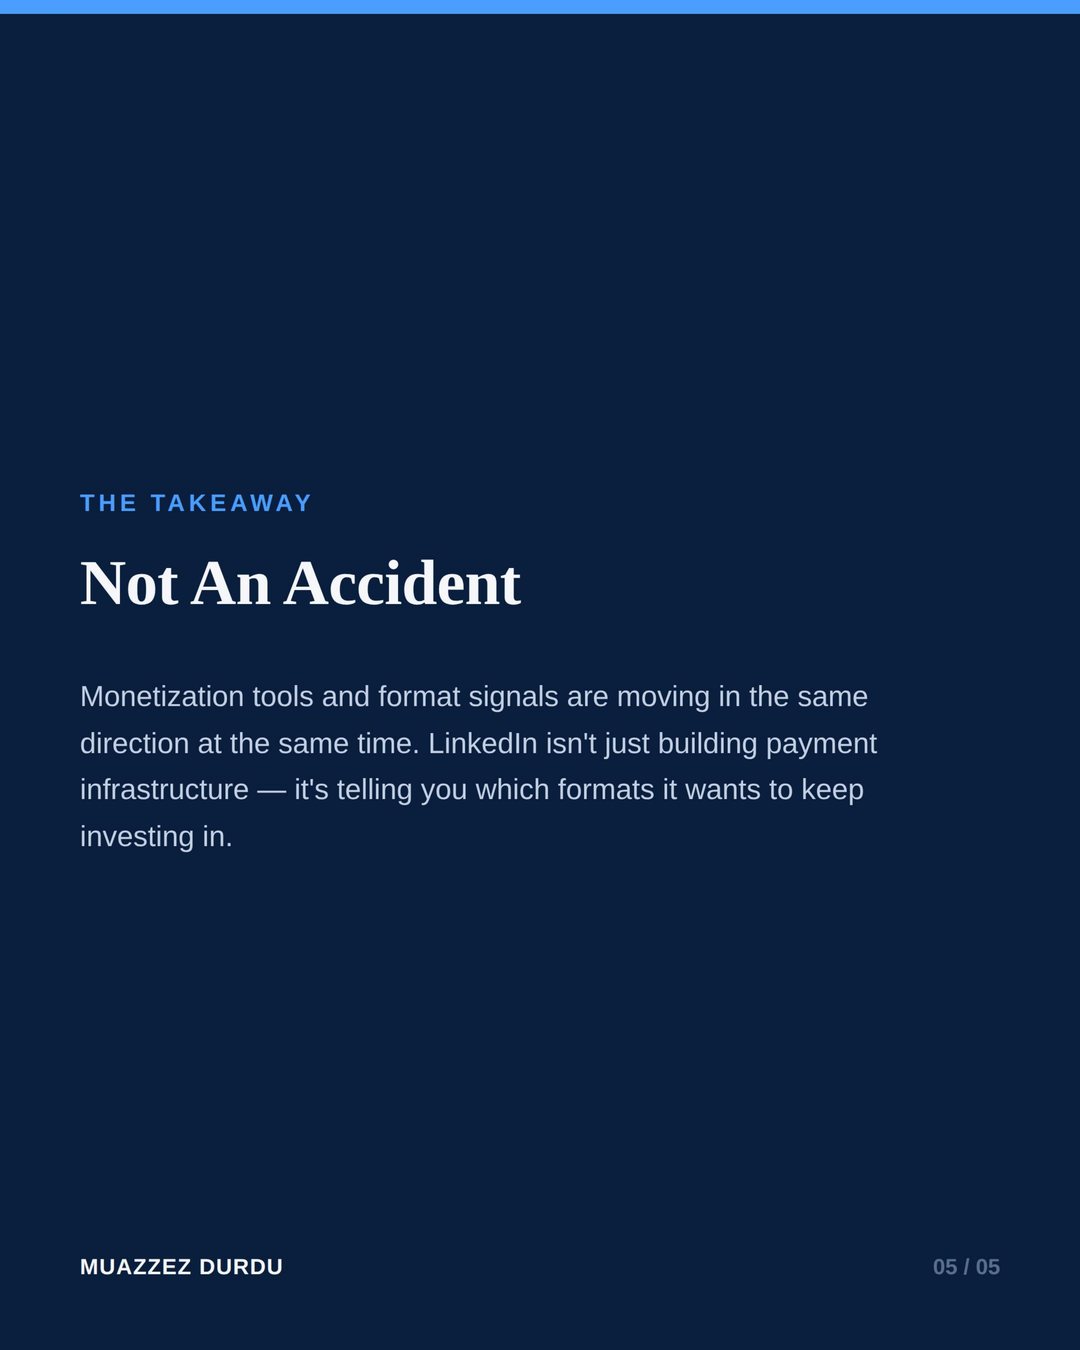 THE TAKEAWAY
Not An Accident
Monetization tools and format signals are moving in the same
direction at the same time. LinkedIn isn't just building payment
infrastructure — it's telling you which formats it wants to keep
investing in.
MUAZZEZ DURDU
05 / 05